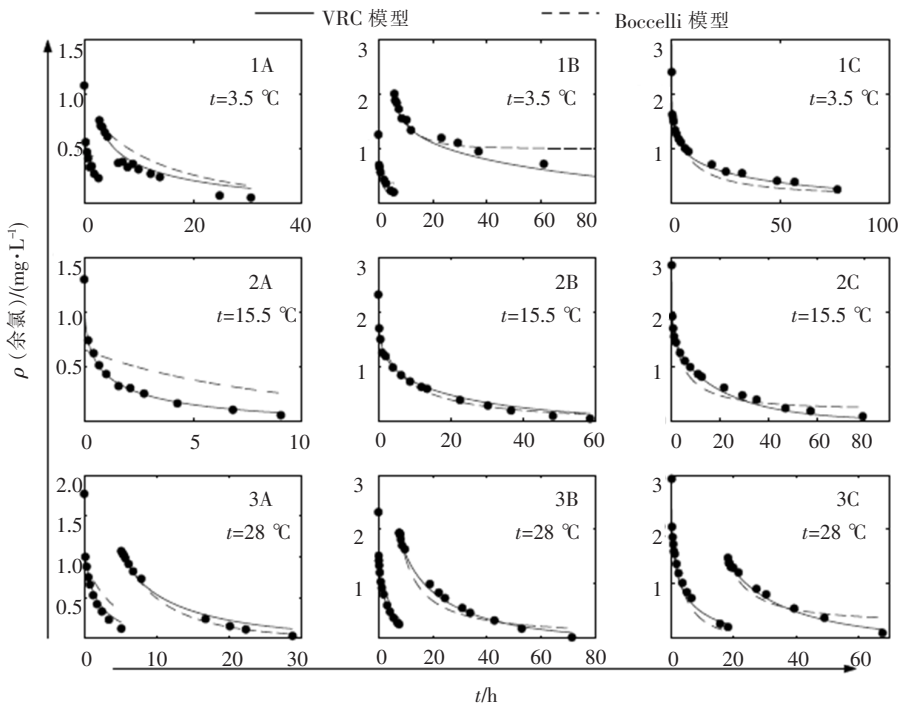 VRC 模型 Boccelli 模型
1.5 3 3
1A 1B 1C
t=3.5 ℃ t=3.5 ℃ t=3.5 ℃
1.0 2 2
0.5 1 1
0 20 40 0 20 40 60 80 0 50 100
1.5 3 3
2A 2B 2C
t=15.5 ℃ t=15.5 ℃ t=15.5 ℃
1.0 2 2
0.5 1 1
0 5 10 0 20 40 60 0 20 40 60 80
2.0 3 3
3A 3B 3C
t=28 ℃ t=28 ℃ t=28 ℃
1.5 2 2
1.0
0.5 1 1
0 10 20 30 0 20 40 60 80 0 20 40 60
ρ (余氯)/(mg·L⁻¹)
t/h